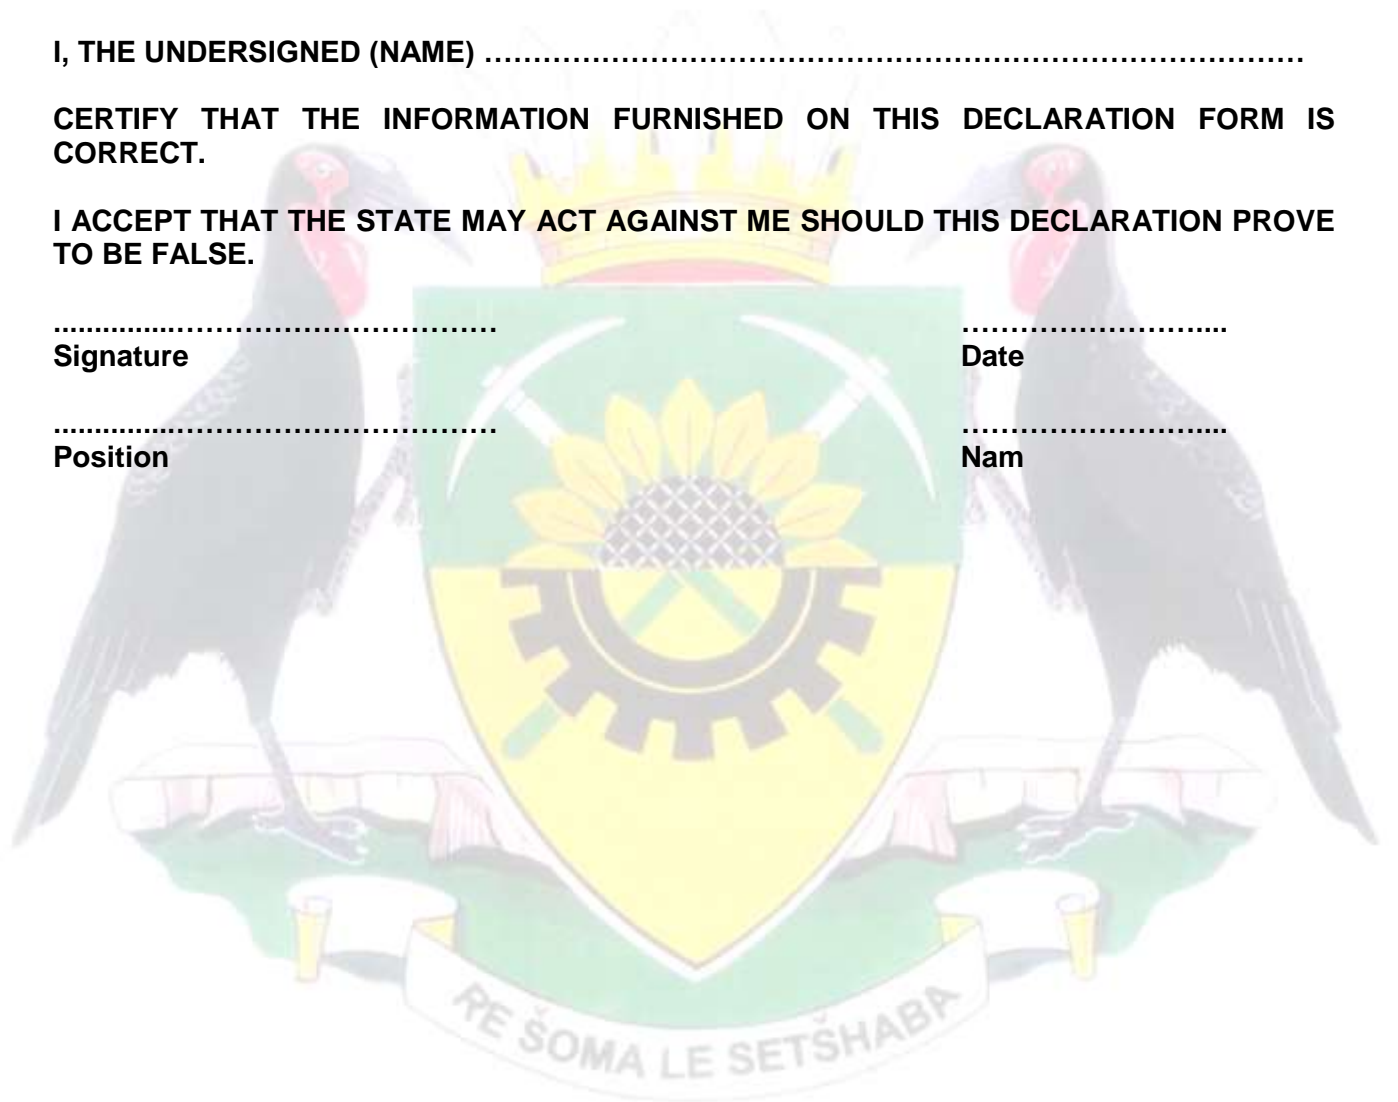 I, THE UNDERSIGNED (NAME) ……………………………………………………………………………
CERTIFY THAT THE INFORMATION FURNISHED ON THIS DECLARATION FORM IS
CORRECT.
I ACCEPT THAT THE STATE MAY ACT AGAINST ME SHOULD THIS DECLARATION PROVE
TO BE FALSE.
...............…………………………… ……………………....
Signature Date
...............…………………………… ……………………....
Position Nam
RE ŠOMA LE SETŠHABA